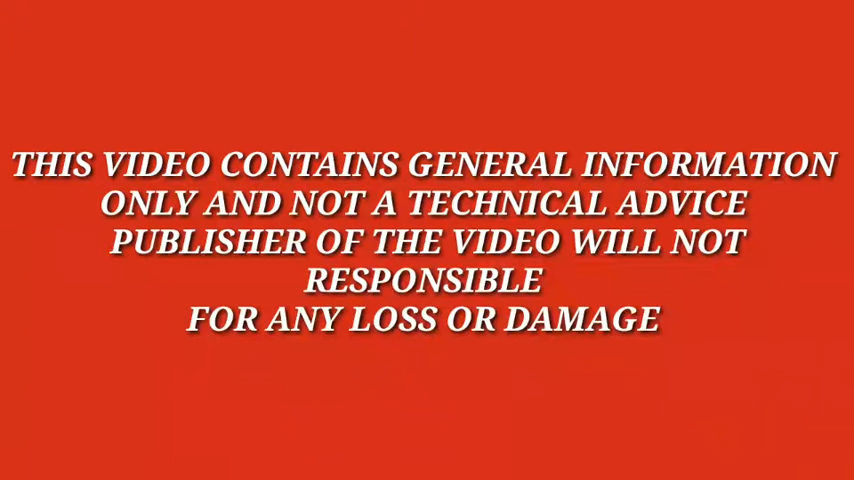 THIS VIDEO CONTAINS GENERAL INFORMATION
ONLY AND NOT A TECHNICAL ADVICE
PUBLISHER OF THE VIDEO WILL NOT
RESPONSIBLE
FOR ANY LOSS OR DAMAGE